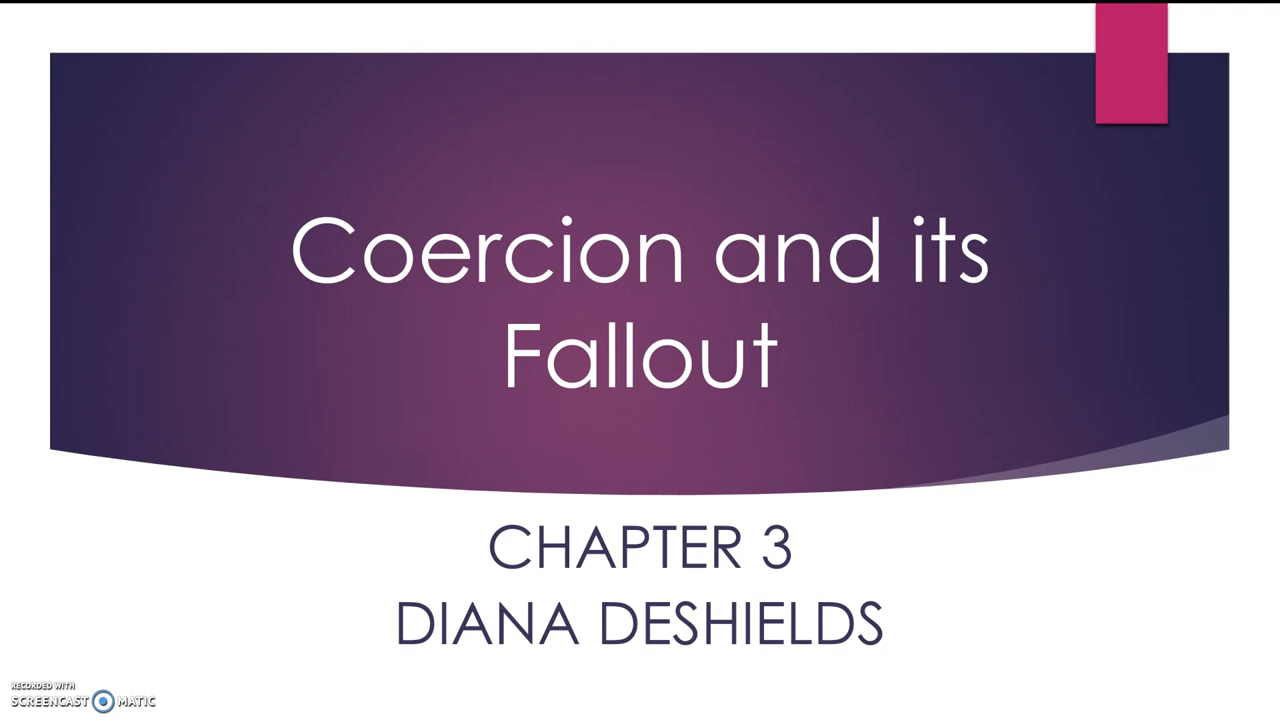 Coercion and its
Fallout
CHAPTER 3
DIANA DESHIELDS
RECORDED WITH
SCREENCAST MATIC